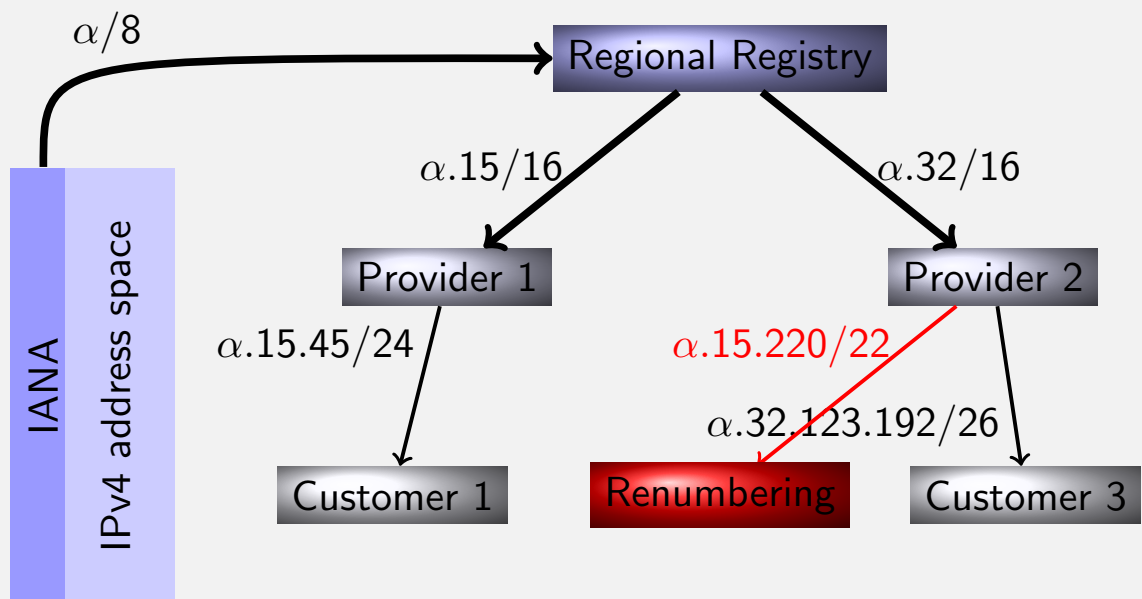 α/8
Regional Registry
α.15/16
α.32/16
IANA
IPv4 address space
Provider 1
Provider 2
α.15.45/24
α.15.220/22
α.32.123.192/26
Customer 1
Renumbering
Customer 3